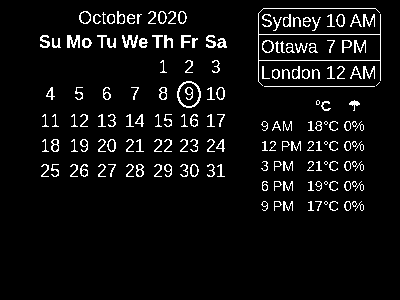 October 2020
Su Mo Tu We Th Fr Sa
1 2 3
4 5 6 7 8 9 10
11 12 13 14 15 16 17
18 19 20 21 22 23 24
25 26 27 28 29 30 31
Sydney 10 AM
Ottawa 7 PM
London 12 AM
°C
9 AM 18°C 0%
12 PM 21°C 0%
3 PM 21°C 0%
6 PM 19°C 0%
9 PM 17°C 0%